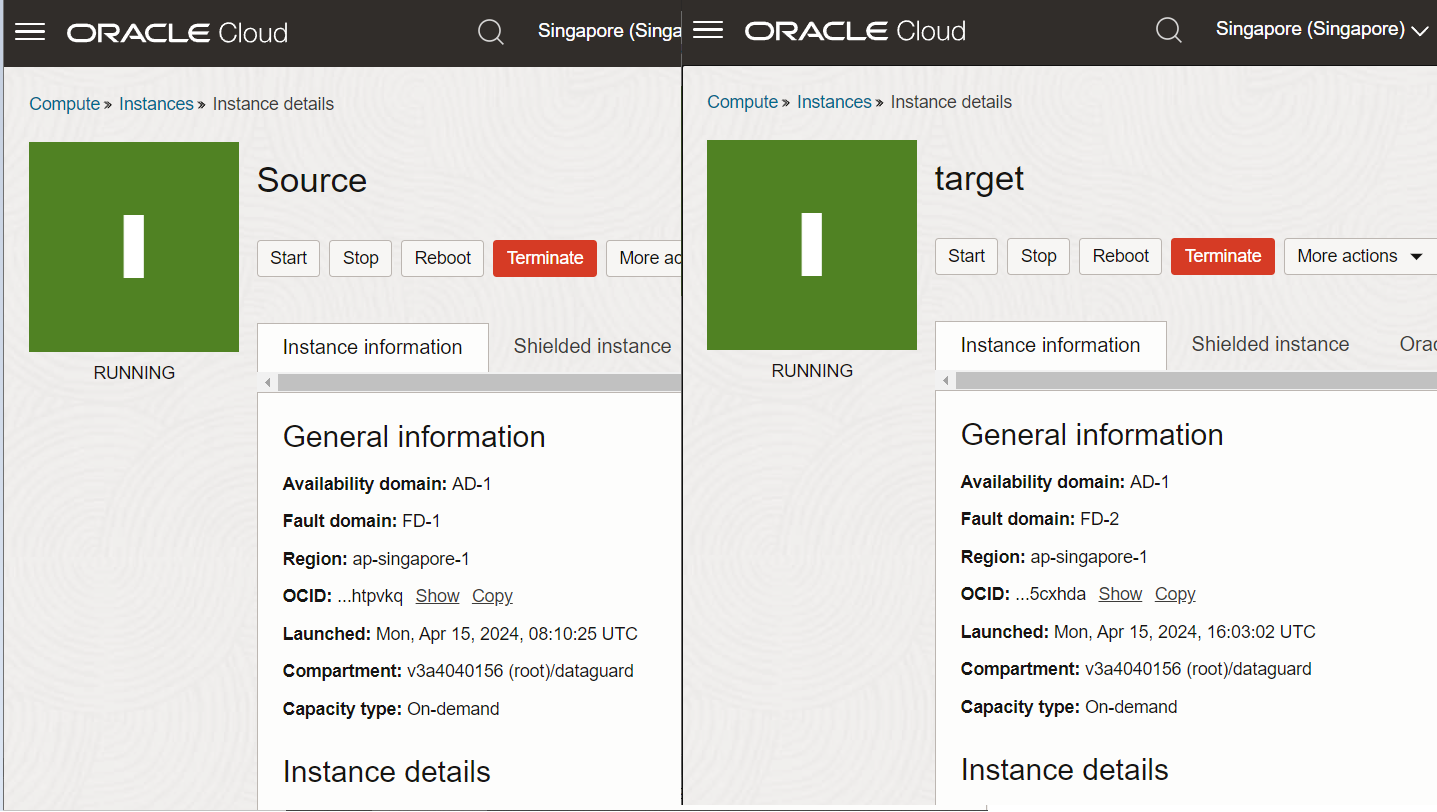 ORACLE Cloud
Singapore (Singa
Compute » Instances » Instance details
Source
Start Stop Reboot Terminate More ac
RUNNING
Instance information Shielded instance
General information
Availability domain: AD-1
Fault domain: FD-1
Region: ap-singapore-1
OCID: ...htpvkq Show Copy
Launched: Mon, Apr 15, 2024, 08:10:25 UTC
Compartment: v3a4040156 (root)/dataguard
Capacity type: On-demand
Instance details
ORACLE Cloud
Singapore (Singapore)
Compute » Instances » Instance details
target
Start Stop Reboot Terminate More actions
RUNNING
Instance information Shielded instance Orac
General information
Availability domain: AD-1
Fault domain: FD-2
Region: ap-singapore-1
OCID: ...5cxhda Show Copy
Launched: Mon, Apr 15, 2024, 16:03:02 UTC
Compartment: v3a4040156 (root)/dataguard
Capacity type: On-demand
Instance details